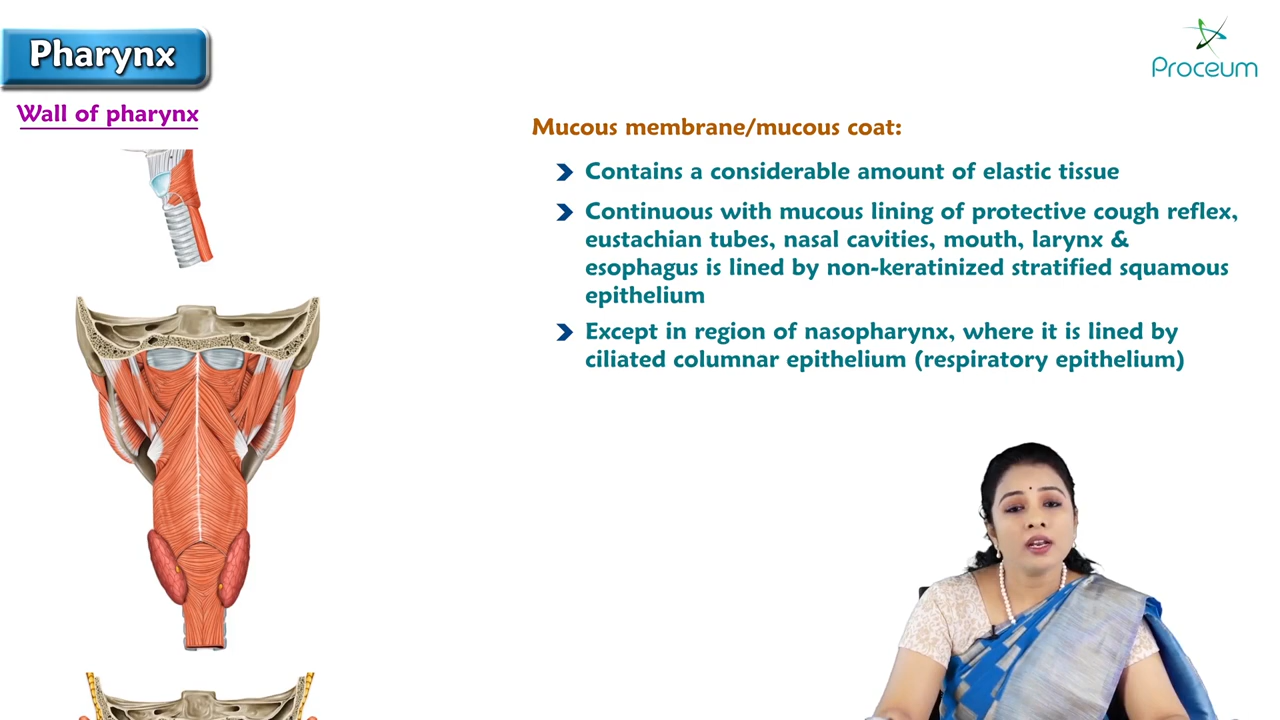 Pharynx
Proceum
Wall of pharynx
Mucous membrane/mucous coat:
Contains a considerable amount of elastic tissue
Continuous with mucous lining of protective cough reflex,
eustachian tubes, nasal cavities, mouth, larynx &
esophagus is lined by non-keratinized stratified squamous
epithelium
Except in region of nasopharynx, where it is lined by
ciliated columnar epithelium (respiratory epithelium)